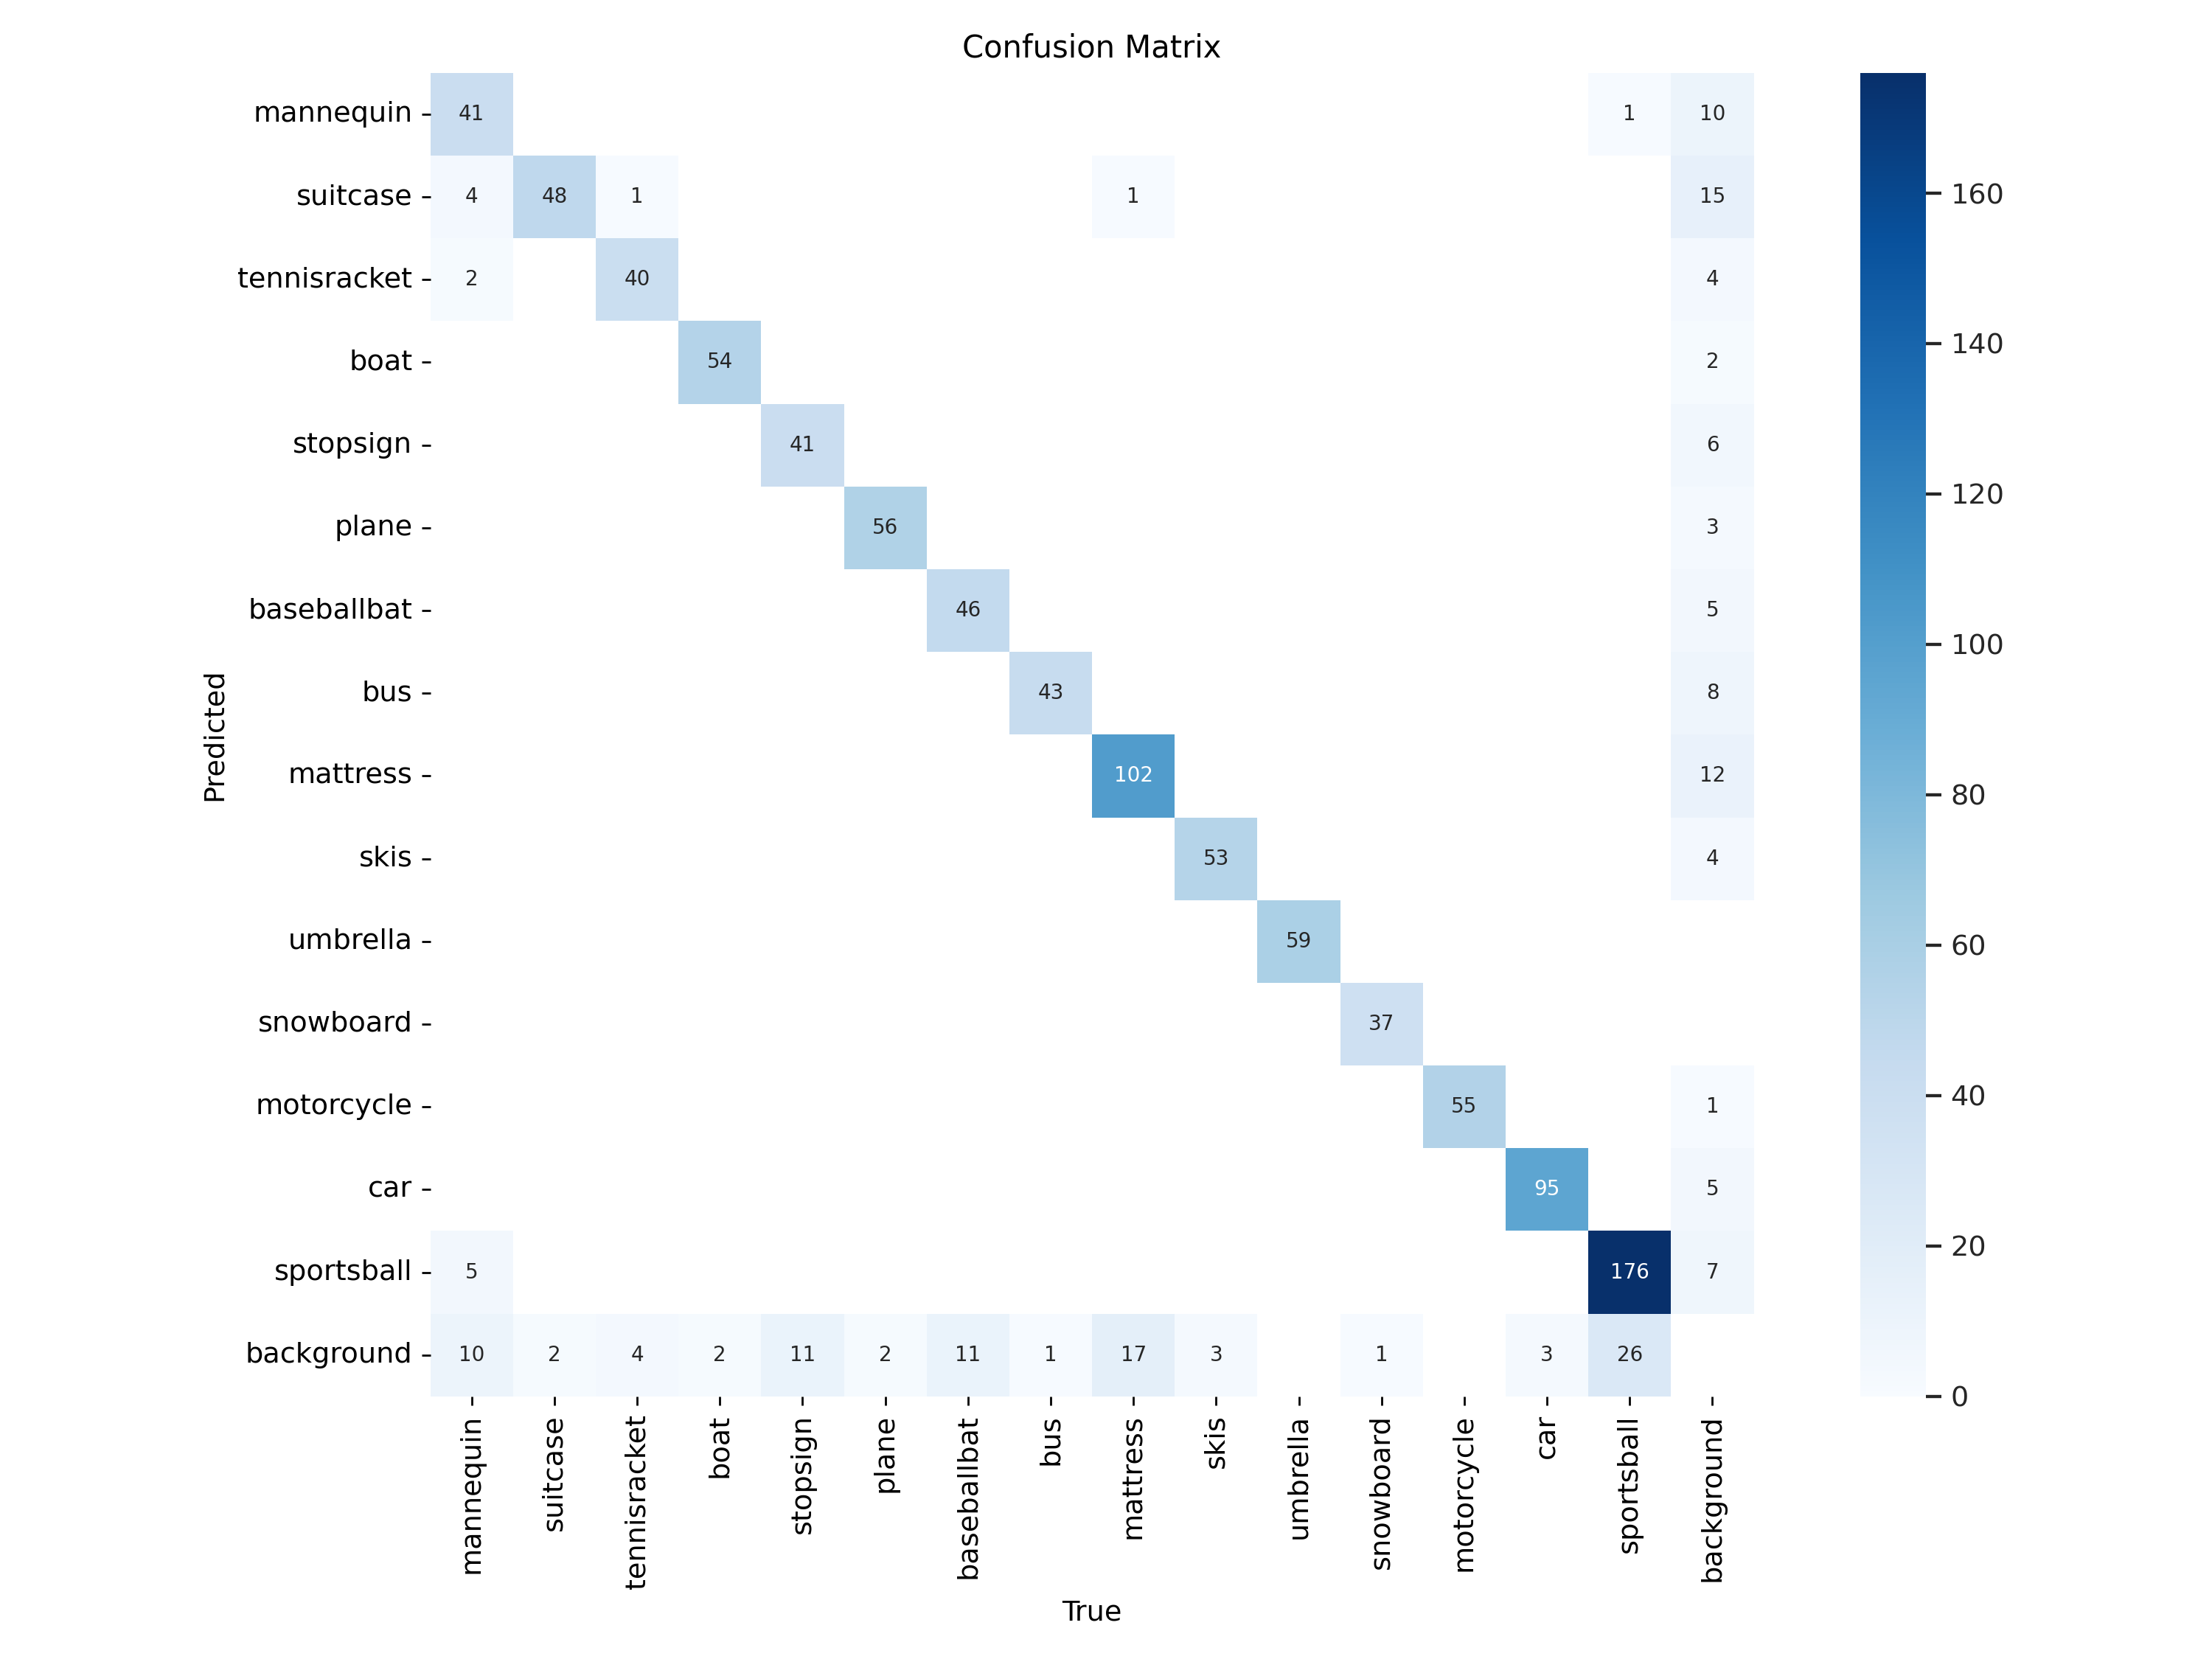 Confusion Matrix
mannequin 41 1 10
suitcase 4 48 1 1 15
tennisracket 2 40 4
boat 54 2
stopsign 41 6
plane 56 3
baseballbat 46 5
bus 43 8
mattress 102 12
skis 53 4
umbrella 59
snowboard 37
motorcycle 55 1
car 95 5
sportsball 5 176 7
background 10 2 4 2 11 2 11 1 17 3 1 3 26
mannequin suitcase tennisracket boat stopsign plane baseballbat bus mattress skis umbrella snowboard motorcycle car sportsball background
True
Predicted
160
140
120
100
80
60
40
20
0